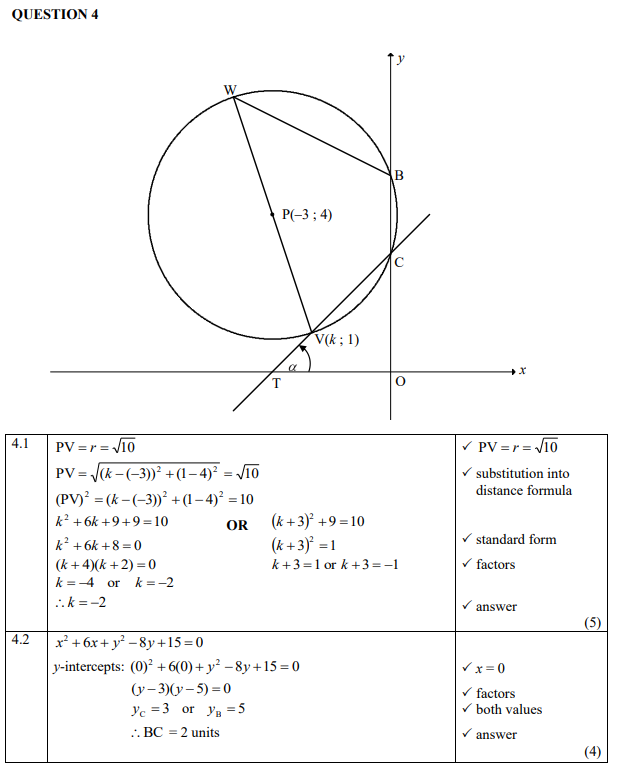 QUESTION 4
y
W
B
P(–3 ; 4)
C
V(k ; 1)
α
x
T
O
4.1
PV = r = √10
✓ PV = r = √10
PV = √((k – (–3))² + (1 – 4)²) = √10
✓ substitution into
distance formula
(PV)² = (k – (–3))² + (1 – 4)² = 10
k² + 6k + 9 + 9 = 10 OR (k + 3)² + 9 = 10
k² + 6k + 8 = 0 (k + 3)² = 1
✓ standard form
(k + 4)(k + 2) = 0 k + 3 = 1 or k + 3 = –1
✓ factors
k = –4 or k = –2
∴ k = –2
✓ answer
(5)
4.2
x² + 6x + y² – 8y + 15 = 0
y-intercepts: (0)² + 6(0) + y² – 8y + 15 = 0
✓ x = 0
(y – 3)(y – 5) = 0
✓ factors
y_C = 3 or y_B = 5
✓ both values
∴ BC = 2 units
✓ answer
(4)